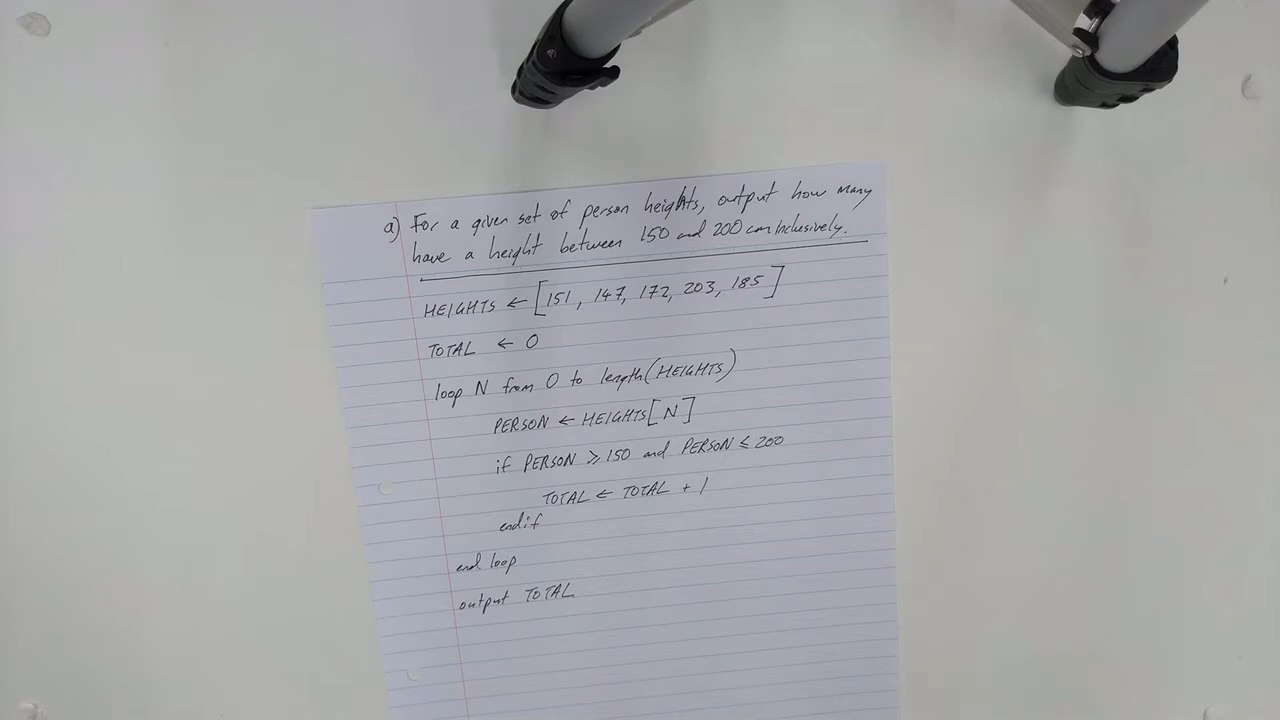 a) For a given set of person heights, output how many
have a height between 150 and 200 cm inclusively.
HEIGHTS ← [151, 147, 172, 203, 185]
TOTAL ← 0
loop N from 0 to length(HEIGHTS)
PERSON ← HEIGHTS[N]
if PERSON ⩾ 150 and PERSON ≤ 200
TOTAL ← TOTAL + 1
endif
end loop
output TOTAL